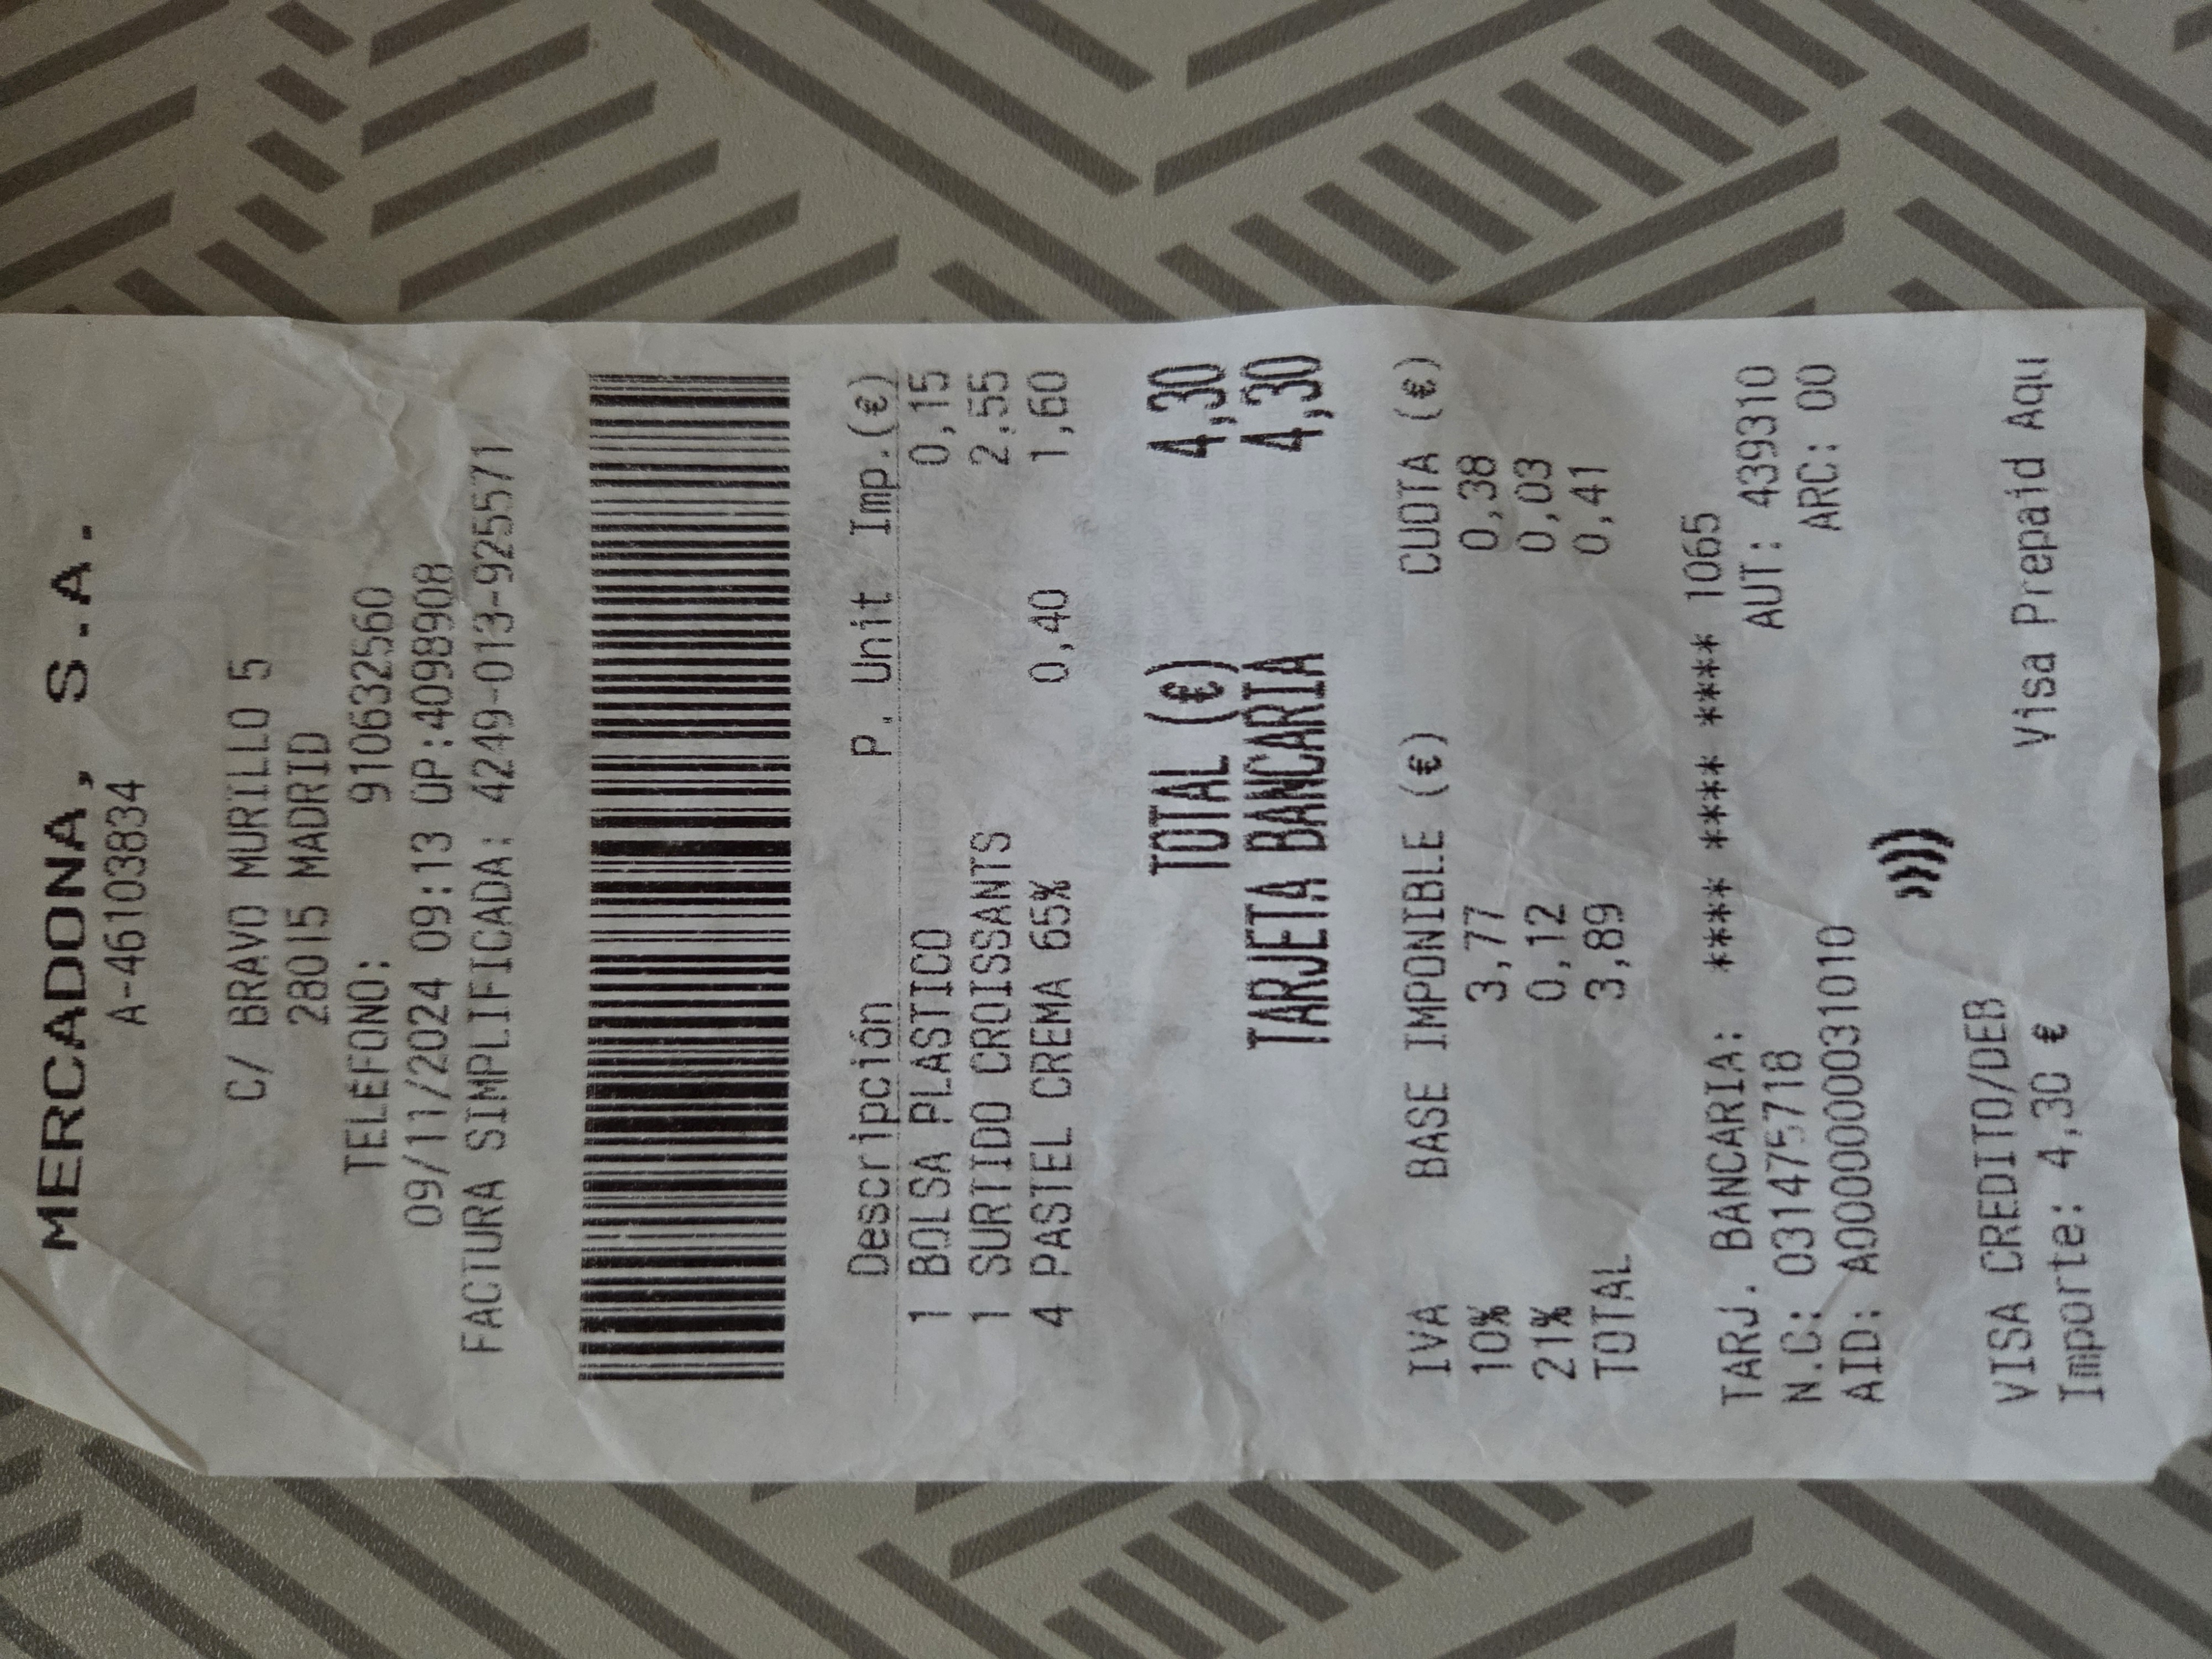 MERCADONA, S.A.
A-46103834
C/ BRAVO MURILLO 5
28015 MADRID
TELÉFONO: 910632560
09/11/2024 09:13 OP:4098908
FACTURA SIMPLIFICADA: 4249-013-925571
Descripción P. Unit Imp.(€)
1 BOLSA PLASTICO 0,15
1 SURTIDO CROISSANTS 2,55
4 PASTEL CREMA 65% 0,40 1,60
TOTAL (€) 4,30
TARJETA BANCARIA 4,30
IVA BASE IMPONIBLE (€) CUOTA (€)
10% 3,77 0,38
21% 0,12 0,03
TOTAL 3,89 0,41
TARJ. BANCARIA: **** **** **** 1065
N.C: 031475718 AUT: 439310
AID: A0000000031010 ARC: 00
VISA CREDITO/DEB
Importe: 4,30 € Visa Prepaid Aqu